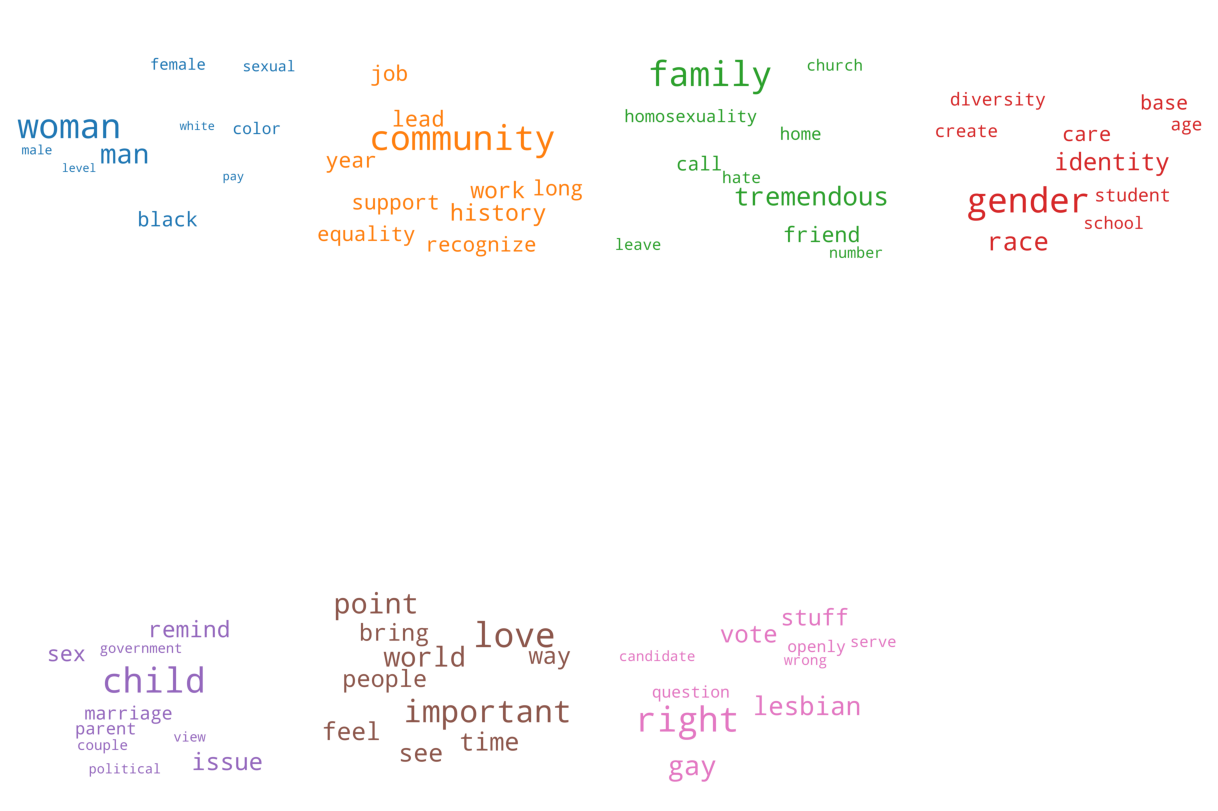 female sexual
woman white color
male man
level pay
black
job
lead
community
year
work long
support history
equality recognize
family church
homosexuality
home
call
hate
tremendous
friend
leave number
diversity base
age
create care
identity
gender student
school
race
remind
government
sex
child
marriage
parent
couple view
political issue
point
bring love
world way
people
important
feel time
see
stuff
vote
openly serve
candidate wrong
question
right lesbian
gay